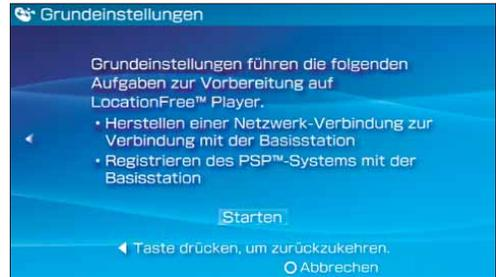 Grundeinstellungen
Grundeinstellungen führen die folgenden
Aufgaben zur Vorbereitung auf
LocationFree™ Player.
• Herstellen einer Netzwerk-Verbindung zur
Verbindung mit der Basisstation
• Registrieren des PSP™-Systems mit der
Basisstation
Starten
Taste drücken, um zurückzukehren.
Abbrechen